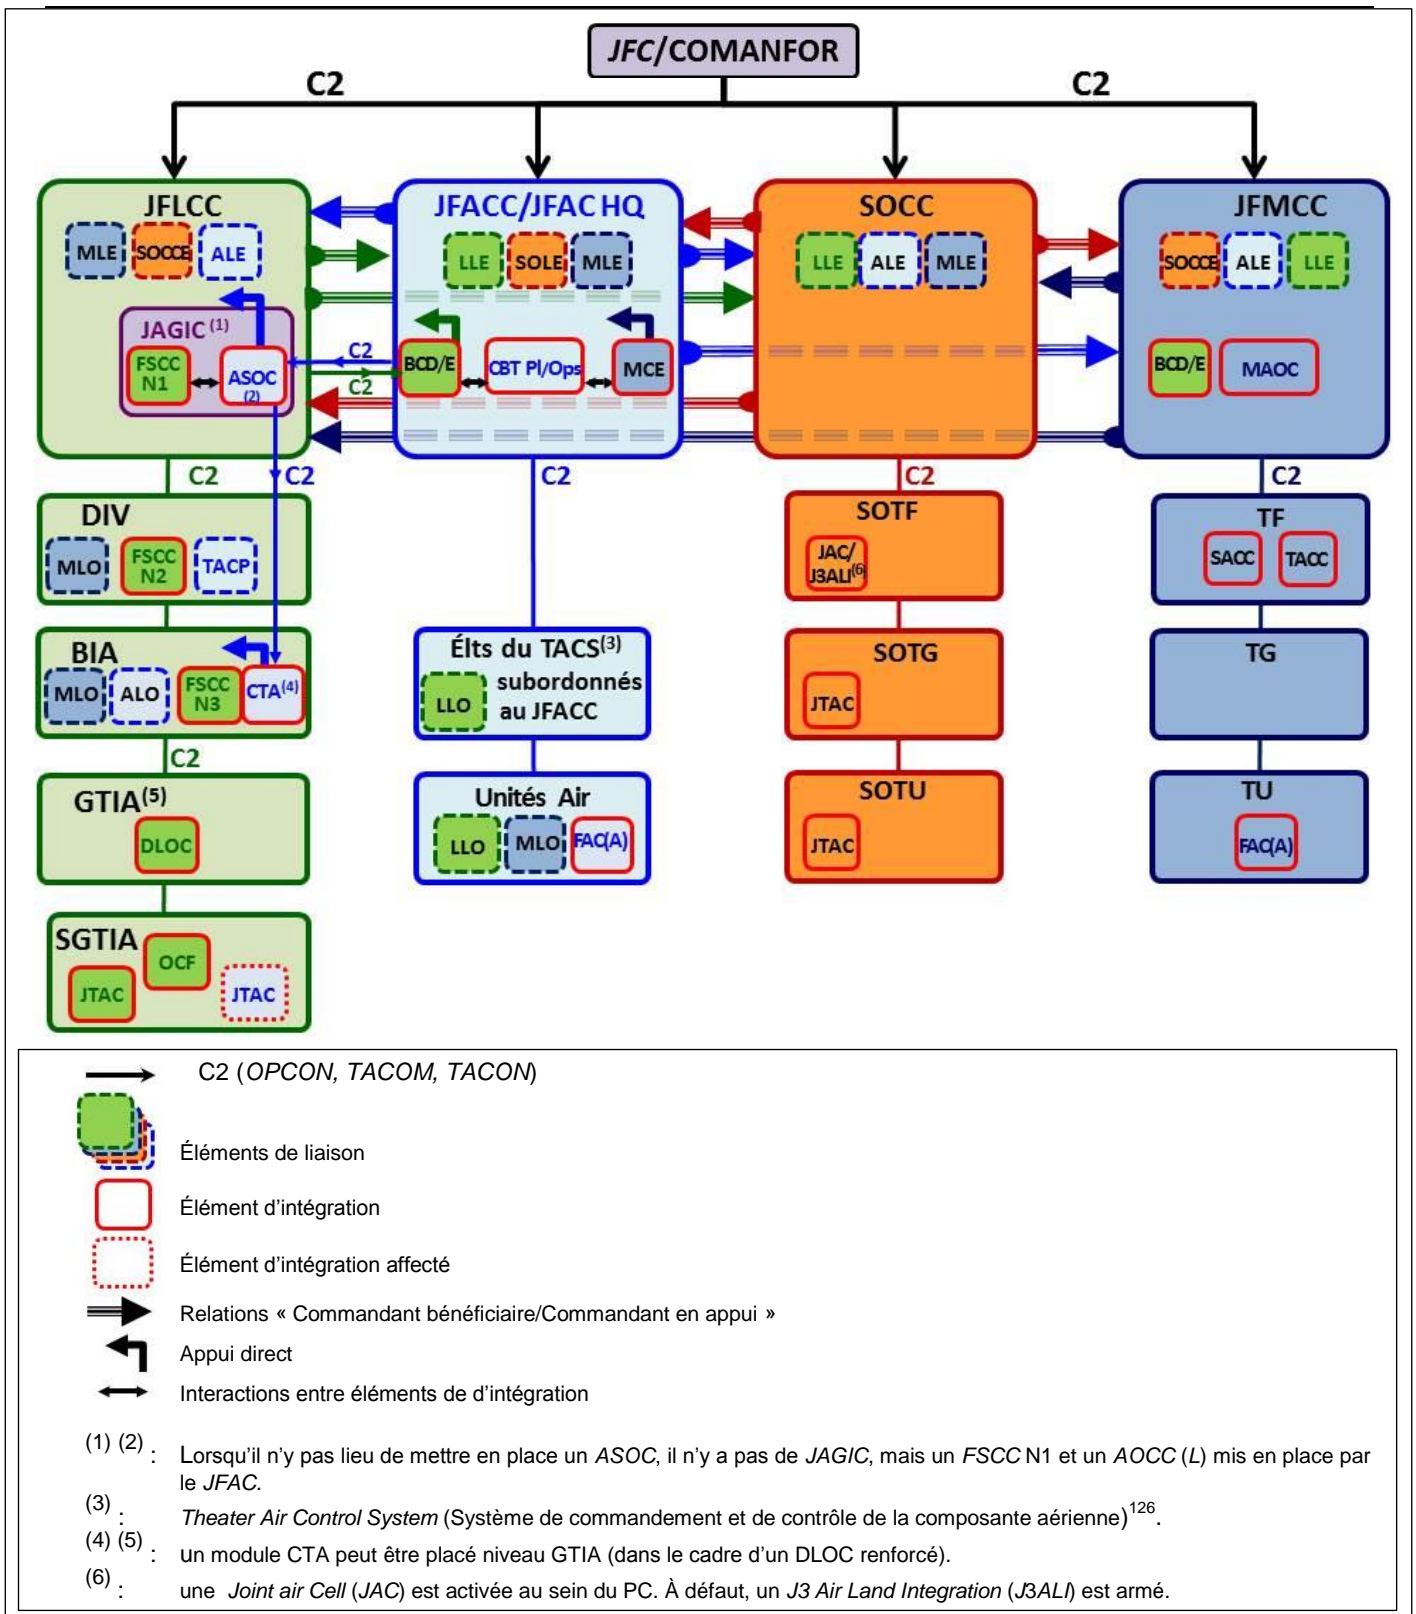 JFC/COMANFOR
C2
C2
JFLCC
MLE
SOCCE
ALE
JAGIC (1)
FSCC
N1
ASOC
(2)
C2
C2
JFACC/JFAC HQ
LLE
SOLE
MLE
BCD/E
CBT Pl/Ops
MCE
SOCC
LLE
ALE
MLE
JFMCC
SOCCE
ALE
LLE
BCD/E
MAOC
C2
C2
C2
C2
C2
DIV
MLO
FSCC
N2
TACP
BIA
MLO
ALO
FSCC
N3
CTA(4)
C2
GTIA(5)
DLOC
SGTIA
OCF
JTAC
JTAC
Élts du TACS(3)
subordonnés
au JFACC
LLO
Unités Air
LLO
MLO
FAC(A)
SOTF
JAC/
J3ALI(6)
SOTG
JTAC
SOTU
JTAC
TF
SACC
TACC
TG
TU
FAC(A)
C2 (OPCON, TACOM, TACON)
Éléments de liaison
Élément d'intégration
Élément d'intégration affecté
Relations « Commandant bénéficiaire/Commandant en appui »
Appui direct
Interactions entre éléments de d'intégration
(1) (2) : Lorsqu'il n'y pas lieu de mettre en place un ASOC, il n'y a pas de JAGIC, mais un FSCC N1 et un AOCC (L) mis en place par
le JFAC.
(3) : Theater Air Control System (Système de commandement et de contrôle de la composante aérienne)126.
(4) (5) : un module CTA peut être placé niveau GTIA (dans le cadre d'un DLOC renforcé).
(6) : une Joint air Cell (JAC) est activée au sein du PC. À défaut, un J3 Air Land Integration (J3ALI) est armé.